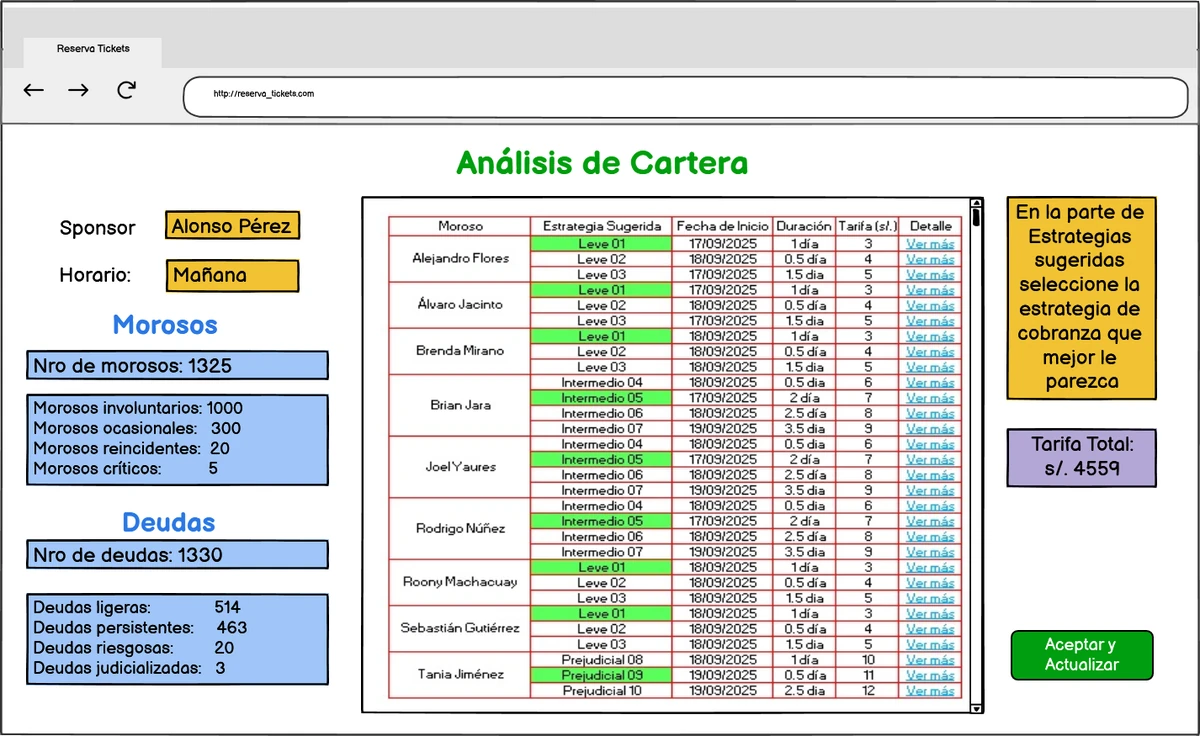 Reserva Tickets
http://reserva_tickets.com
Análisis de Cartera
Sponsor Alonso Pérez
Horario: Mañana
Morosos
Nro de morosos: 1325
Morosos involuntarios: 1000
Morosos ocasionales: 300
Morosos reincidentes: 20
Morosos críticos: 5
Deudas
Nro de deudas: 1330
Deudas ligeras: 514
Deudas persistentes: 463
Deudas riesgosas: 20
Deudas judicializadas: 3
Moroso Estrategia Sugerida Fecha de Inicio Duración Tarifa (s/.) Detalle
Alejandro Flores
Leve 01 17/09/2025 1 día 3 Ver más
Leve 02 18/09/2025 0.5 día 4 Ver más
Leve 03 17/09/2025 1.5 dia 5 Ver más
Álvaro Jacinto
Leve 01 17/09/2025 1 día 3 Ver más
Leve 02 18/09/2025 0.5 día 4 Ver más
Leve 03 17/09/2025 1.5 dia 5 Ver más
Brenda Mirano
Leve 01 18/09/2025 1 día 3 Ver más
Leve 02 18/09/2025 0.5 día 4 Ver más
Leve 03 18/09/2025 1.5 dia 5 Ver más
Brian Jara
Intermedio 04 18/09/2025 0.5 dia 6 Ver más
Intermedio 05 17/09/2025 2 día 7 Ver más
Intermedio 06 18/09/2025 2.5 día 8 Ver más
Intermedio 07 19/09/2025 3.5 dia 9 Ver más
Joel Yaures
Intermedio 04 18/09/2025 0.5 dia 6 Ver más
Intermedio 05 17/09/2025 2 día 7 Ver más
Intermedio 06 18/09/2025 2.5 día 8 Ver más
Intermedio 07 19/09/2025 3.5 dia 9 Ver más
Rodrigo Núñez
Intermedio 04 18/09/2025 0.5 dia 6 Ver más
Intermedio 05 17/09/2025 2 día 7 Ver más
Intermedio 06 18/09/2025 2.5 día 8 Ver más
Intermedio 07 19/09/2025 3.5 dia 9 Ver más
Roony Machacuay
Leve 01 18/09/2025 1 día 3 Ver más
Leve 02 18/09/2025 0.5 día 4 Ver más
Leve 03 18/09/2025 1.5 dia 5 Ver más
Sebastián Gutiérrez
Leve 01 18/09/2025 1 día 3 Ver más
Leve 02 18/09/2025 0.5 día 4 Ver más
Leve 03 18/09/2025 1.5 dia 5 Ver más
Tania Jiménez
Prejudicial 08 18/09/2025 1 día 10 Ver más
Prejudicial 09 19/09/2025 0.5 día 11 Ver más
Prejudicial 10 19/09/2025 2.5 dia 12 Ver más
En la parte de
Estrategias
sugeridas
seleccione la
estrategia de
cobranza que
mejor le
parezca
Tarifa Total:
s/. 4559
Aceptar y
Actualizar